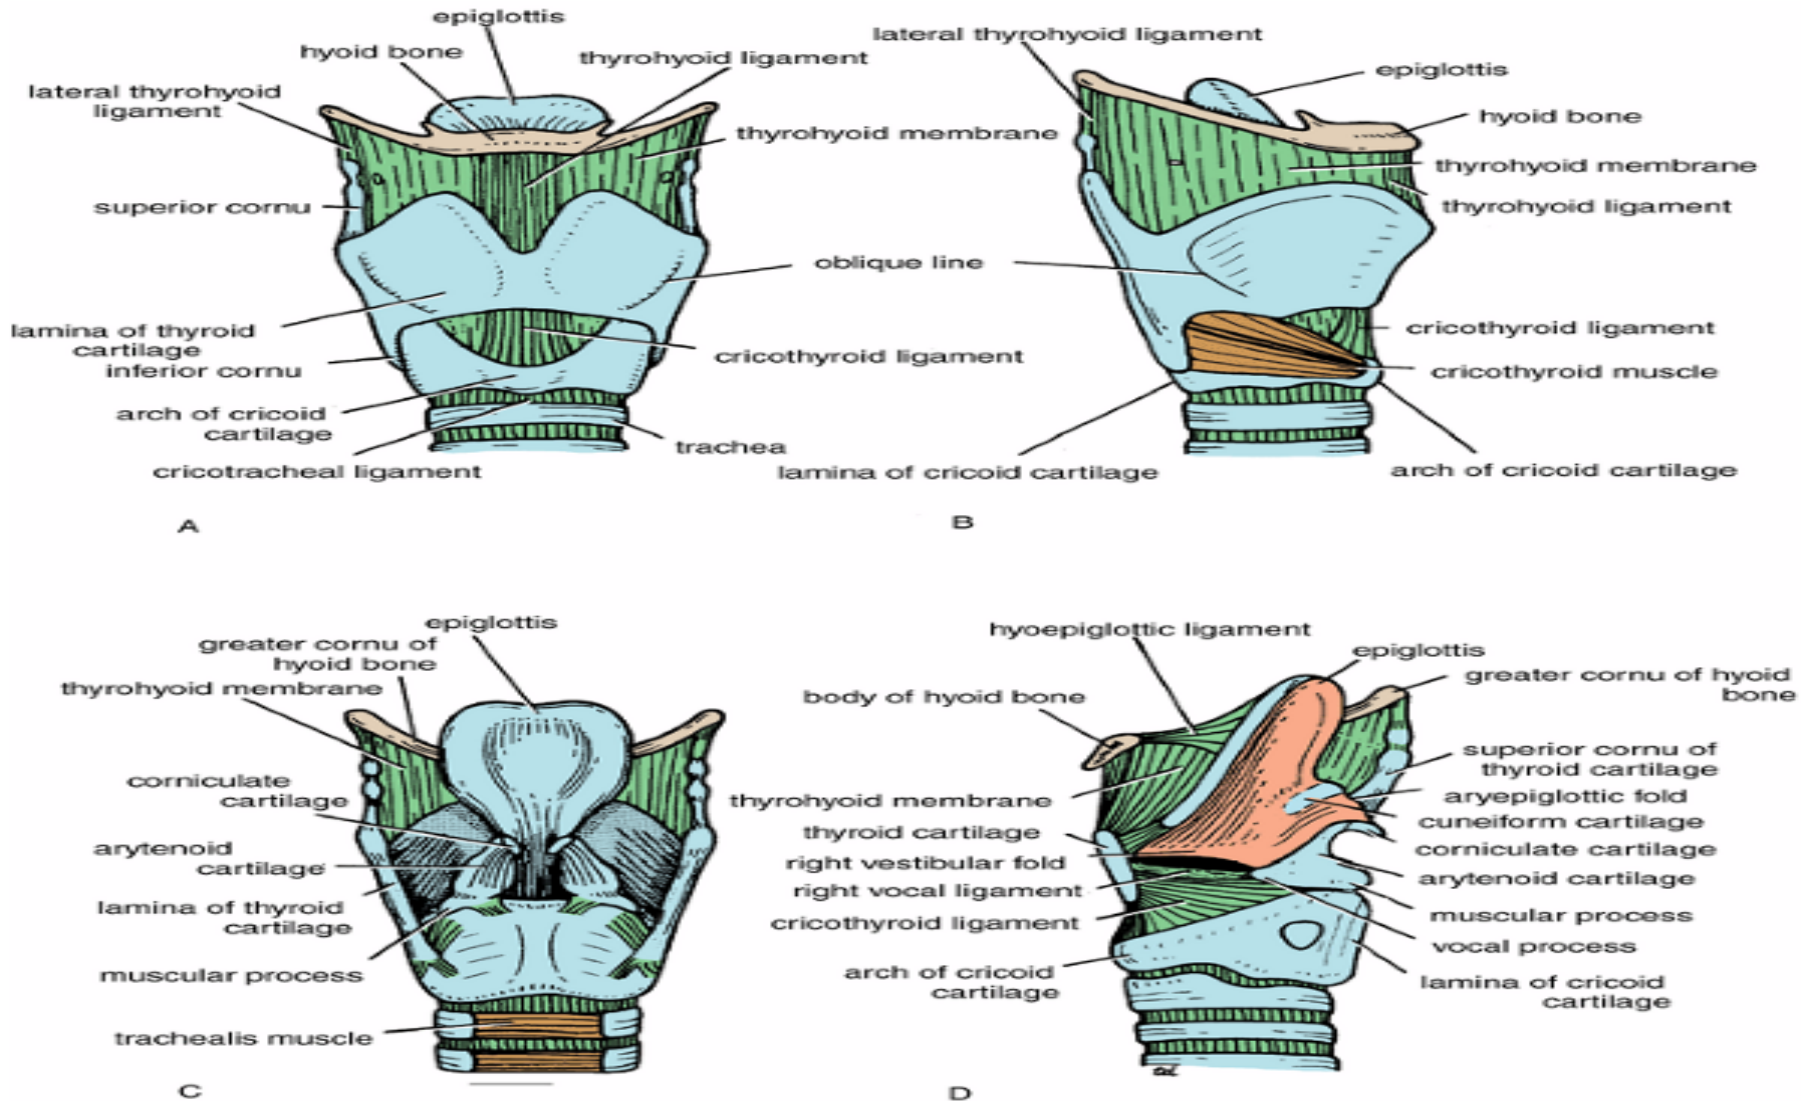 epiglottis
hyoid bone
thyrohyoid ligament
lateral thyrohyoid
ligament
thyrohyoid membrane
superior cornu
oblique line
lamina of thyroid
cartilage
inferior cornu
cricothyroid ligament
arch of cricoid
cartilage
trachea
cricotracheal ligament
A
lateral thyrohyoid ligament
epiglottis
hyoid bone
thyrohyoid membrane
thyrohyoid ligament
cricothyroid ligament
cricothyroid muscle
lamina of cricoid cartilage
arch of cricoid cartilage
B
epiglottis
greater cornu of
hyoid bone
thyrohyoid membrane
corniculate
cartilage
arytenoid
cartilage
lamina of thyroid
cartilage
muscular process
trachealis muscle
C
hyoepiglottic ligament
epiglottis
greater cornu of hyoid
bone
body of hyoid bone
superior cornu of
thyroid cartilage
thyrohyoid membrane
aryepiglottic fold
thyroid cartilage
cuneiform cartilage
right vestibular fold
corniculate cartilage
right vocal ligament
arytenoid cartilage
cricothyroid ligament
muscular process
vocal process
arch of cricoid
cartilage
lamina of cricoid
cartilage
D